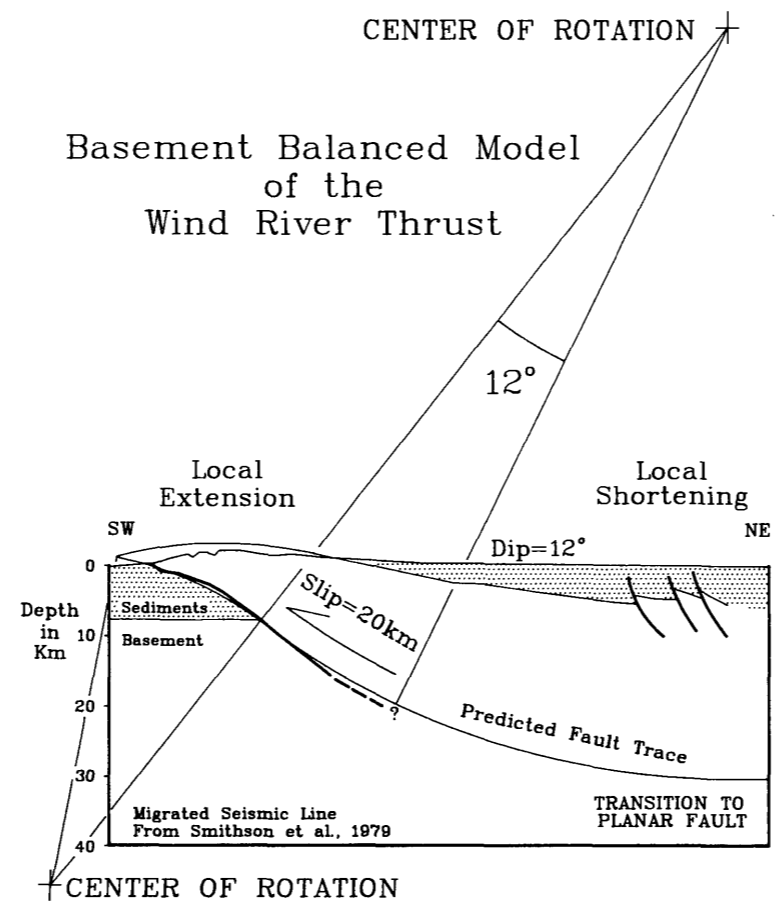 CENTER OF ROTATION
Basement Balanced Model
of the
Wind River Thrust
12°
Local
Extension
Local
Shortening
SW
NE
Dip=12°
0
Slip=20km
Sediments
Depth
in
Km
10
Basement
20
?
Predicted Fault Trace
30
Migrated Seismic Line
From Smithson et al., 1979
TRANSITION TO
PLANAR FAULT
40
CENTER OF ROTATION